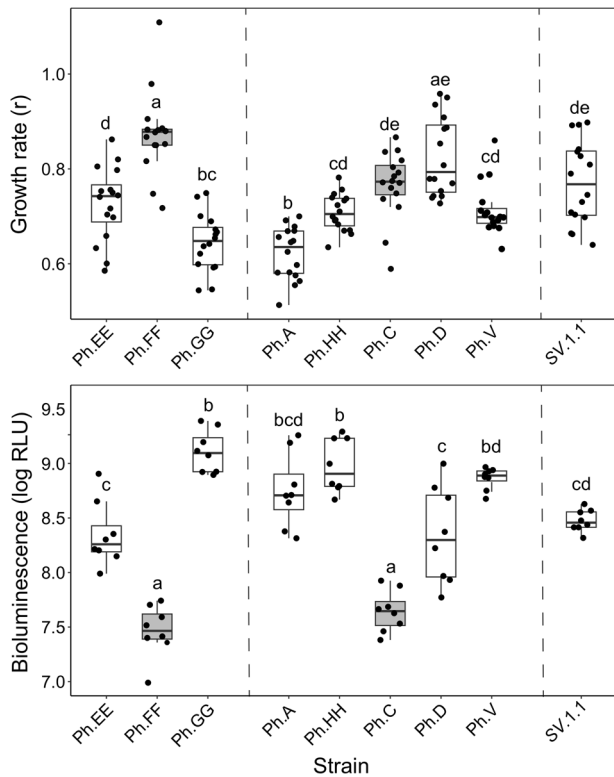 Growth rate (r)
1.0
0.8
0.6
d
a
bc
b
cd
de
ae
cd
de
Ph.EE
Ph.FF
Ph.GG
Ph.A
Ph.HH
Ph.C
Ph.D
Ph.V
SV.1.1
Bioluminescence (log RLU)
9.5
9.0
8.5
8.0
7.5
7.0
c
a
b
bcd
b
a
c
bd
cd
Ph.EE
Ph.FF
Ph.GG
Ph.A
Ph.HH
Ph.C
Ph.D
Ph.V
SV.1.1
Strain